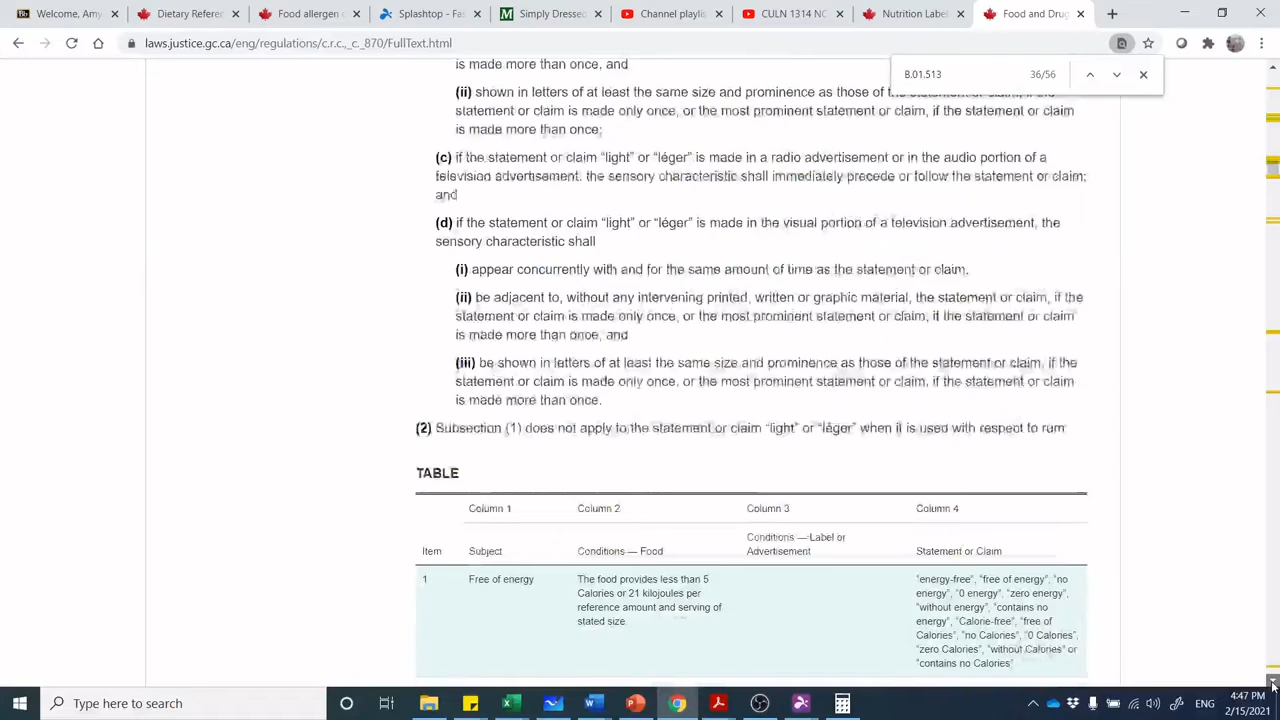 Welcome, Amy
Dietary Referen
Food allergen c
Splashtop - Fas
Simply Dressed
Channel playlis
CULN 1314 NC
Nutrition Label
Food and Drug
laws.justice.gc.ca/eng/regulations/c.r.c.,_c._870/FullText.html
B.01.513
36/56
is made more than once, and
(ii) shown in letters of at least the same size and prominence as those of the statement or claim, if the
statement or claim is made only once, or the most prominent statement or claim, if the statement or claim
is made more than once;
(c) if the statement or claim "light" or "léger" is made in a radio advertisement or in the audio portion of a
television advertisement, the sensory characteristic shall immediately precede or follow the statement or claim;
and
(d) if the statement or claim "light" or "léger" is made in the visual portion of a television advertisement, the
sensory characteristic shall
(i) appear concurrently with and for the same amount of time as the statement or claim,
(ii) be adjacent to, without any intervening printed, written or graphic material, the statement or claim, if the
statement or claim is made only once, or the most prominent statement or claim, if the statement or claim
is made more than once, and
(iii) be shown in letters of at least the same size and prominence as those of the statement or claim, if the
statement or claim is made only once, or the most prominent statement or claim, if the statement or claim
is made more than once.
(2) Subsection (1) does not apply to the statement or claim "light" or "léger" when it is used with respect to rum
TABLE
Column 1 Column 2 Column 3 Column 4
Conditions — Label or
Item Subject Conditions — Food Advertisement Statement or Claim
1 Free of energy The food provides less than 5 "energy-free", "free of energy", "no
Calories or 21 kilojoules per energy", "0 energy", "zero energy",
reference amount and serving of "without energy", "contains no
stated size. energy", "Calorie-free", "free of
Calories", "no Calories", "0 Calories",
"zero Calories", "without Calories" or
"contains no Calories"
Type here to search
ENG
4:47 PM
2/15/2021